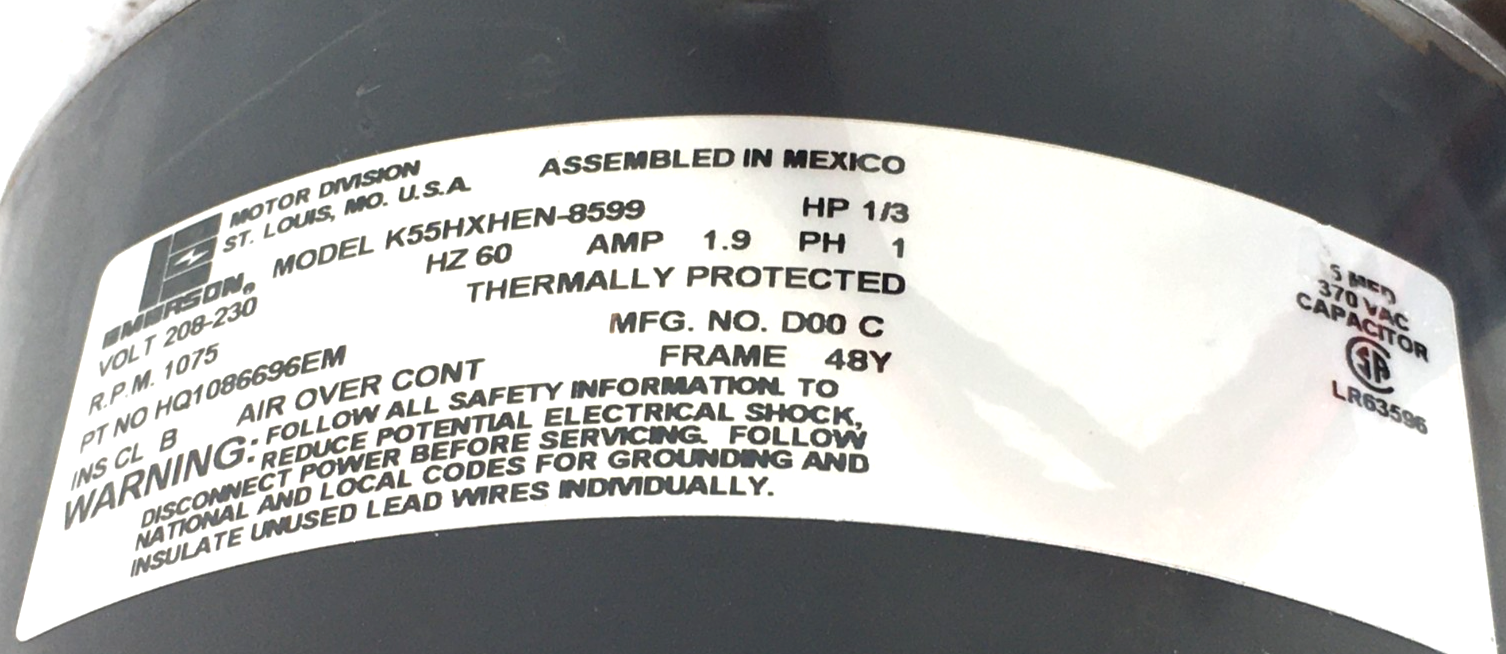 MOTOR DIVISION
ST. LOUIS, MO. U.S.A.
ASSEMBLED IN MEXICO
EMERSON®
MODEL K55HXHEN-8599
HP 1/3
VOLT 208-230
HZ 60
AMP 1.9
PH 1
R.P.M. 1075
THERMALLY PROTECTED
PT NO HQ1086696EM
MFG. NO. D00 C
INS CL B
AIR OVER CONT
FRAME 48Y
WARNING: FOLLOW ALL SAFETY INFORMATION. TO
REDUCE POTENTIAL ELECTRICAL SHOCK,
DISCONNECT POWER BEFORE SERVICING. FOLLOW
NATIONAL AND LOCAL CODES FOR GROUNDING AND
INSULATE UNUSED LEAD WIRES INDIVIDUALLY.
5 MFD
370 VAC
CAPACITOR
SA
LR63596